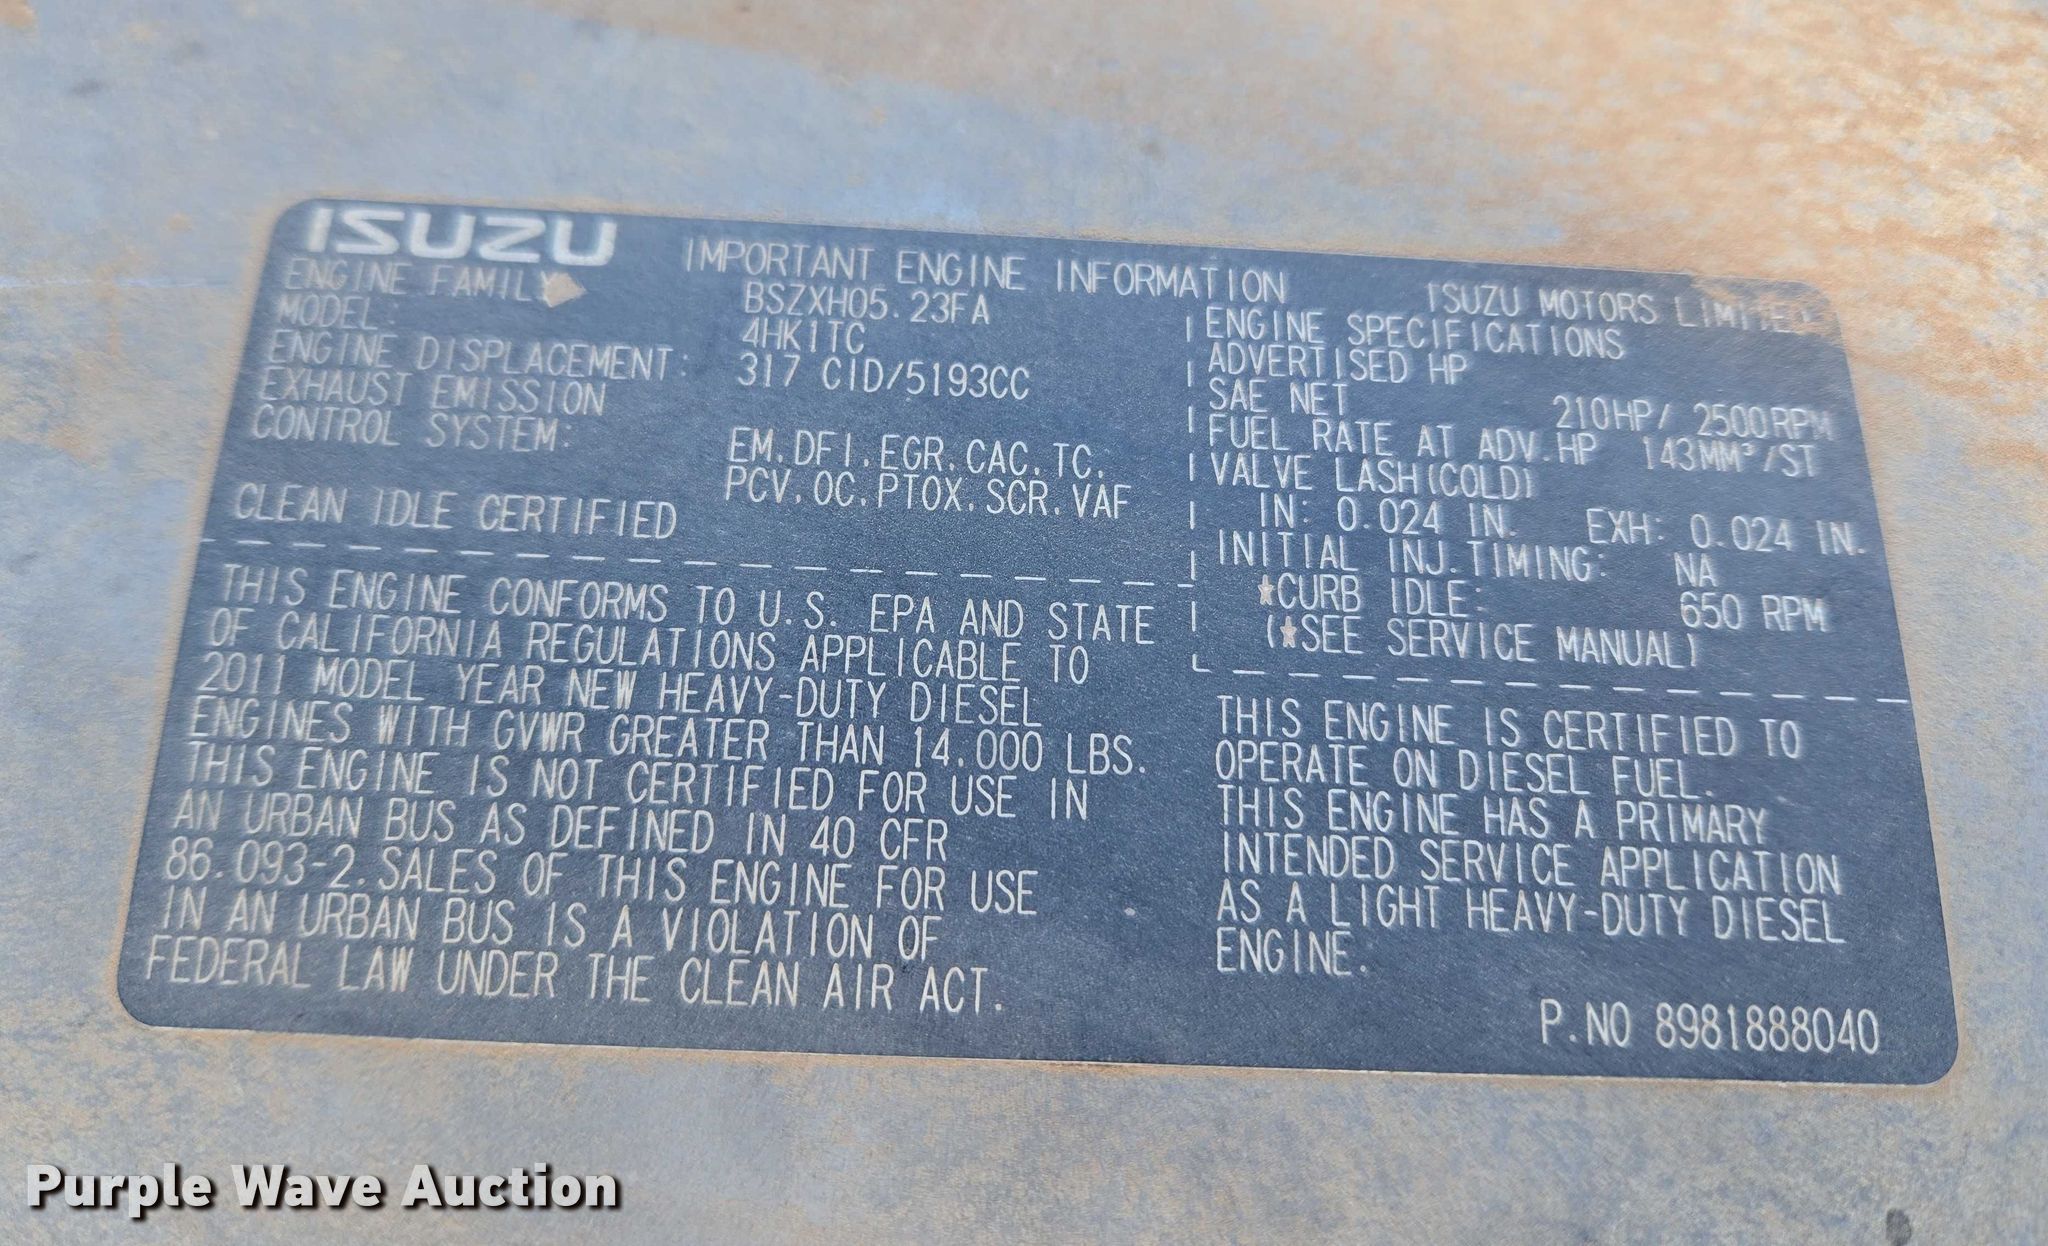 ISUZU IMPORTANT ENGINE INFORMATION ISUZU MOTORS LIMITED
ENGINE FAMILY BSZXH05.23FA
MODEL: 4HK1TC
ENGINE DISPLACEMENT: 317 CID/5193CC
EXHAUST EMISSION
CONTROL SYSTEM: EM.DFI.EGR.CAC.TC.
PCV.OC.PTOX.SCR.VAF
CLEAN IDLE CERTIFIED
ENGINE SPECIFICATIONS
ADVERTISED HP
SAE NET 210HP/ 2500RPM
FUEL RATE AT ADV.HP 143MM³/ST
VALVE LASH(COLD)
IN: 0.024 IN. EXH: 0.024 IN.
INITIAL INJ.TIMING: NA
★CURB IDLE: 650 RPM
(★SEE SERVICE MANUAL)
THIS ENGINE CONFORMS TO U.S. EPA AND STATE
OF CALIFORNIA REGULATIONS APPLICABLE TO
2011 MODEL YEAR NEW HEAVY-DUTY DIESEL
ENGINES WITH GVWR GREATER THAN 14.000 LBS.
THIS ENGINE IS NOT CERTIFIED FOR USE IN
AN URBAN BUS AS DEFINED IN 40 CFR
86.093-2.SALES OF THIS ENGINE FOR USE
IN AN URBAN BUS IS A VIOLATION OF
FEDERAL LAW UNDER THE CLEAN AIR ACT.
THIS ENGINE IS CERTIFIED TO
OPERATE ON DIESEL FUEL.
THIS ENGINE HAS A PRIMARY
INTENDED SERVICE APPLICATION
AS A LIGHT HEAVY-DUTY DIESEL
ENGINE.
P.NO 8981888040
Purple Wave Auction